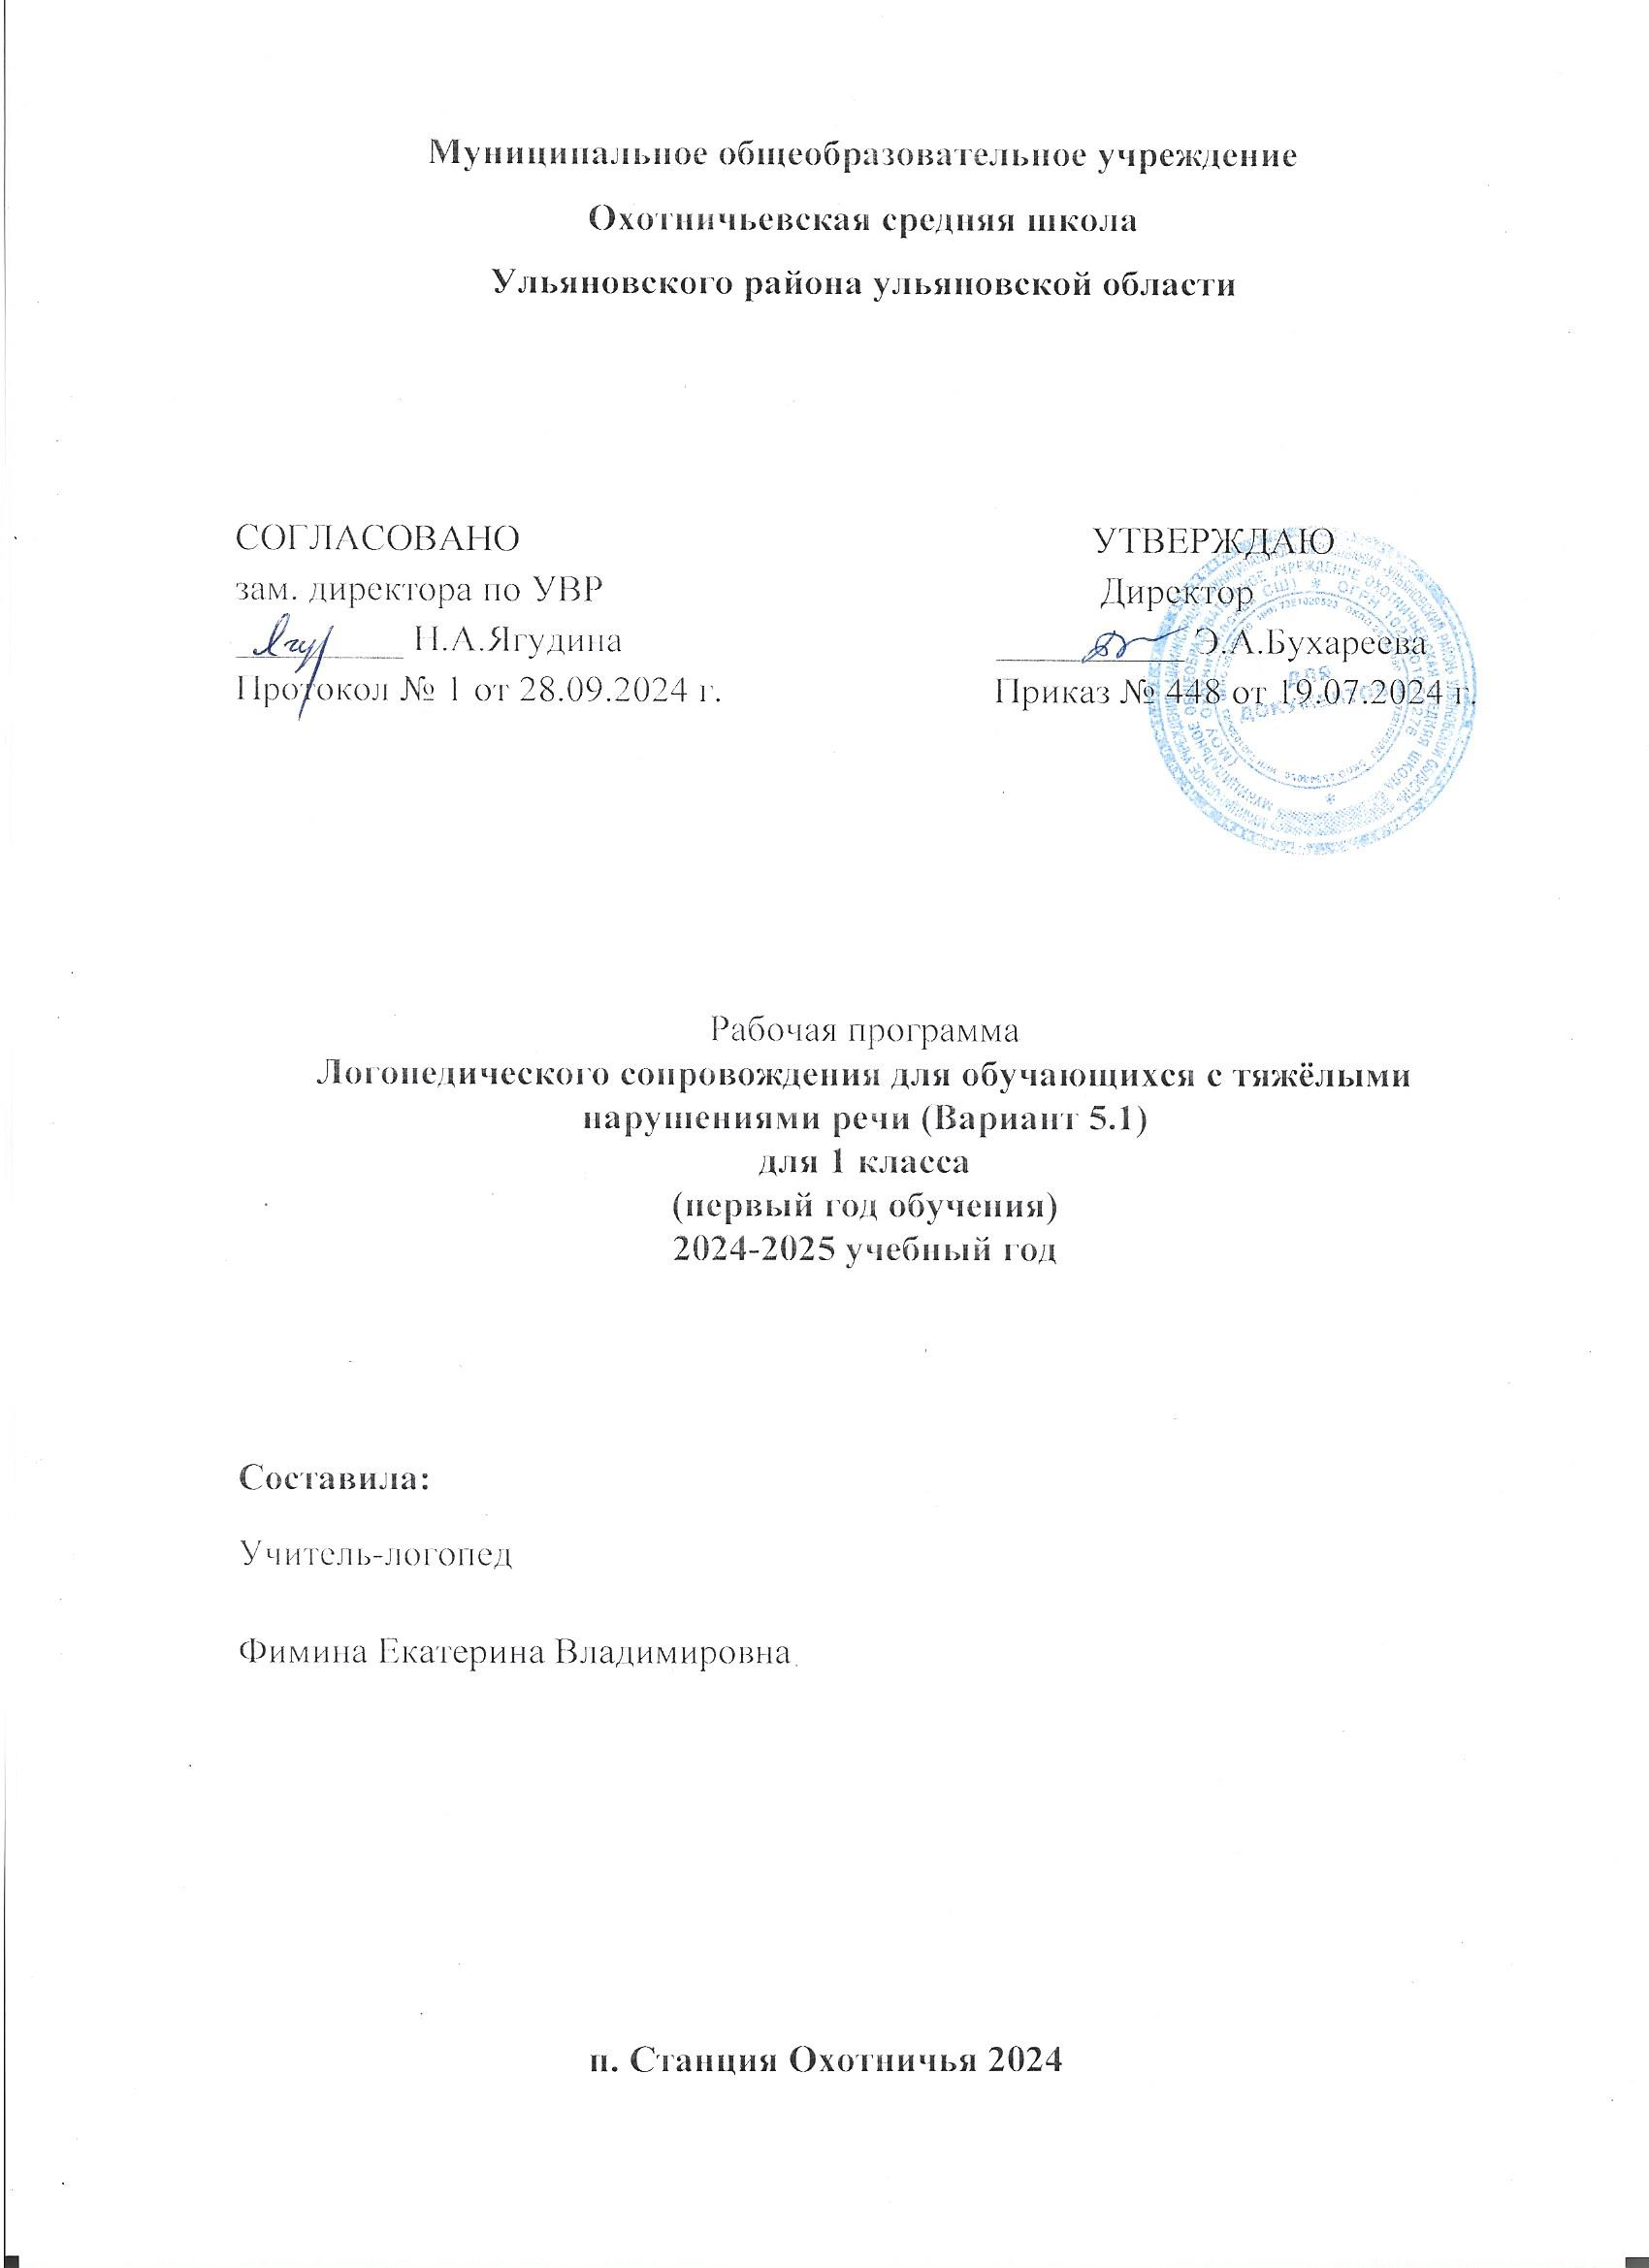 Муниципальное общеобразовательное учреждение
Охотничьевская средняя школа
Ульяновского района ульяновской области
СОГЛАСОВАНО
зам. директора по УВР
Н.А.Ягудина
Протокол № 1 от 28.09.2024 г.
УТВЕРЖДАЮ
Директор
Э.А.Бухареева
Приказ № 448 от 19.07.2024 г.
ДЛЯ
Рабочая программа
Логопедического сопровождения для обучающихся с тяжёлыми
нарушениями речи (Вариант 5.1)
для 1 класса
(первый год обучения)
2024-2025 учебный год
Составила:
Учитель-логопед
Фимина Екатерина Владимировна
п. Станция Охотничья 2024